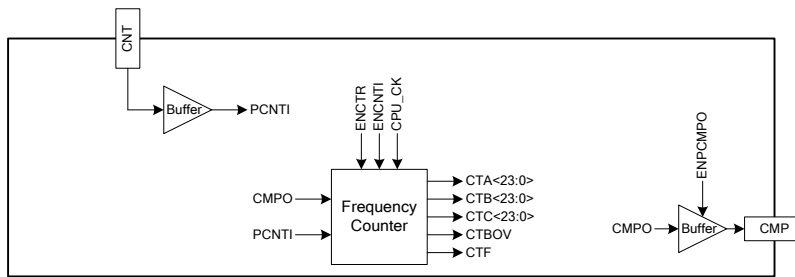 CNT
Buffer
PCNTI
ENCTR
ENCNTI
CPU_CK
ENPCMPO
CMPO
PCNTI
Frequency
Counter
CTA<23:0>
CTB<23:0>
CTC<23:0>
CTBOV
CTF
CMPO
Buffer
CMP